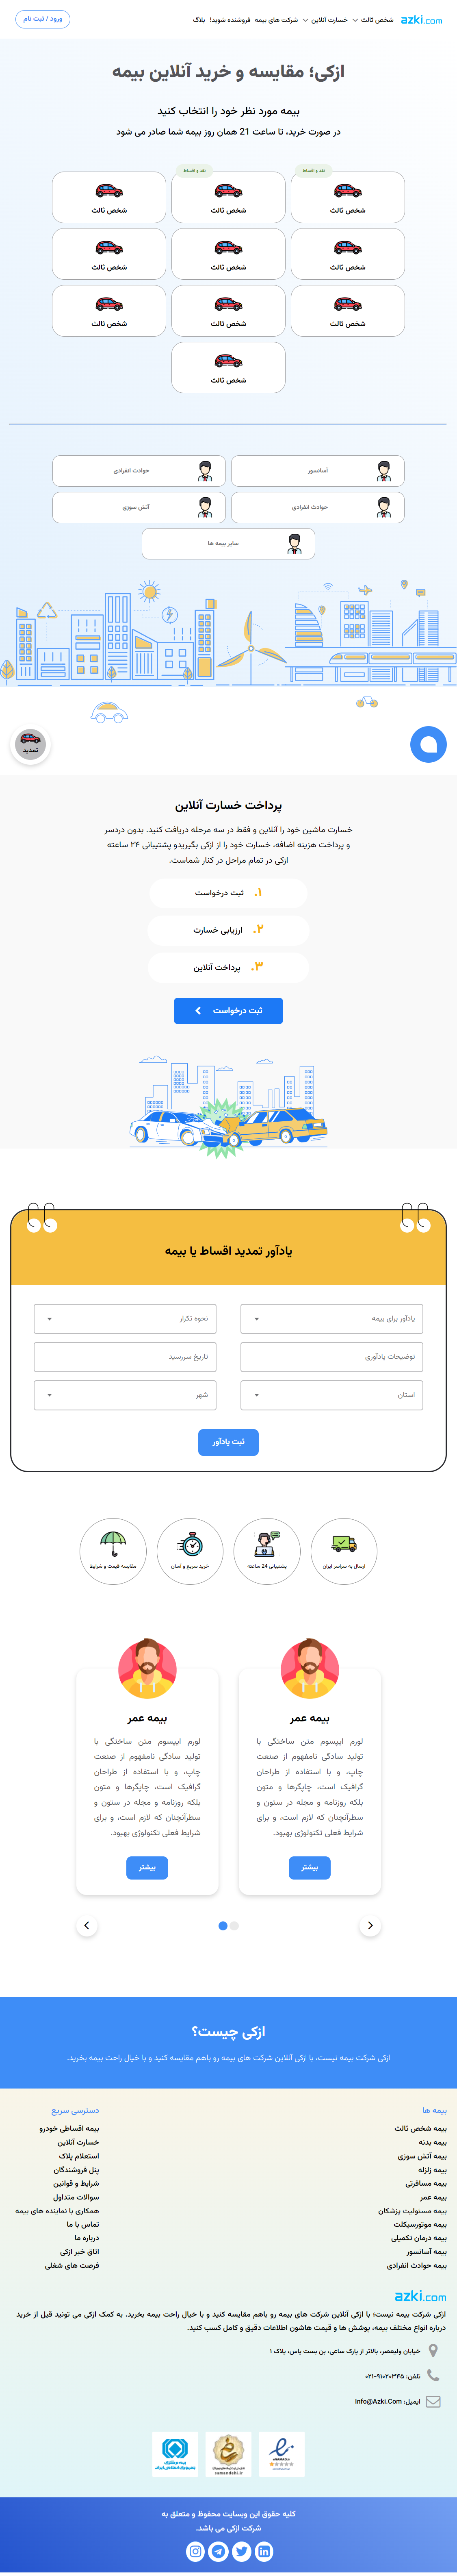 azki.com
شخص ثالث
خسارت آنلاین
شرکت های بیمه
فروشنده شوید!
بلاگ
ورود / ثبت نام
ازکی؛ مقایسه و خرید آنلاین بیمه
بیمه مورد نظر خود را انتخاب کنید
در صورت خرید، تا ساعت 21 همان روز بیمه شما صادر می شود
نقد و اقساط
نقد و اقساط
شخص ثالث
شخص ثالث
شخص ثالث
شخص ثالث
شخص ثالث
شخص ثالث
شخص ثالث
شخص ثالث
شخص ثالث
شخص ثالث
آسانسور
حوادث انفرادی
حوادث انفرادی
آتش سوزی
سایر بیمه ها
تمدید
پرداخت خسارت آنلاین
خسارت ماشین خود را آنلاین و فقط در سه مرحله دریافت کنید. بدون دردسر
و پرداخت هزینه اضافه، خسارت خود را از ازکی بگیریدو پشتیبانی ۲۴ ساعته
ازکی در تمام مراحل در کنار شماست.
۱. ثبت درخواست
۲. ارزیابی خسارت
۳. پرداخت آنلاین
ثبت درخواست
یادآور تمدید اقساط یا بیمه
یادآور برای بیمه
نحوه تکرار
توضیحات یادآوری
تاریخ سررسید
استان
شهر
ثبت یادآور
ارسال به سراسر ایران
پشتیبانی 24 ساعته
خرید سریع و آسان
مقایسه قیمت و شرایط
بیمه عمر
لورم ایپسوم متن ساختگی با
تولید سادگی نامفهوم از صنعت
چاپ، و با استفاده از طراحان
گرافیک است، چاپگرها و متون
بلکه روزنامه و مجله در ستون و
سطرآنچنان که لازم است، و برای
شرایط فعلی تکنولوژی بهبود.
بیشتر
بیمه عمر
لورم ایپسوم متن ساختگی با
تولید سادگی نامفهوم از صنعت
چاپ، و با استفاده از طراحان
گرافیک است، چاپگرها و متون
بلکه روزنامه و مجله در ستون و
سطرآنچنان که لازم است، و برای
شرایط فعلی تکنولوژی بهبود.
بیشتر
ازکی چیست؟
ازکی شرکت بیمه نیست، با ازکی آنلاین شرکت های بیمه رو باهم مقایسه کنید و با خیال راحت بیمه بخرید.
بیمه ها
بیمه شخص ثالث
بیمه بدنه
بیمه آتش سوزی
بیمه زلزله
بیمه مسافرتی
بیمه عمر
بیمه مسئولیت پزشکان
بیمه موتورسیکلت
بیمه درمان تکمیلی
بیمه آسانسور
بیمه حوادث انفرادی
دسترسی سریع
بیمه اقساطی خودرو
خسارت آنلاین
استعلام پلاک
پنل فروشندگان
شرایط و قوانین
سوالات متداول
همکاری با نماینده های بیمه
تماس با ما
درباره ما
اتاق خبر ازکی
فرصت های شغلی
azki.com
ازکی شرکت بیمه نیست؛ با ازکی آنلاین شرکت های بیمه رو باهم مقایسه کنید و با خیال راحت بیمه بخرید. به کمک ازکی می تونید قبل از خرید
درباره انواع مختلف بیمه، پوشش ها و قیمت هاشون اطلاعات دقیق و کامل کسب کنید.
خیابان ولیعصر، بالاتر از پارک ساعی، بن بست یاس، پلاک ۱
تلفن: ۹۱۰۲۰۳۴۵-۰۲۱
ایمیل: Info@Azki.Com
samandehi.ir
کلیه حقوق این وبسایت محفوظ و متعلق به
شرکت ازکی می باشد.